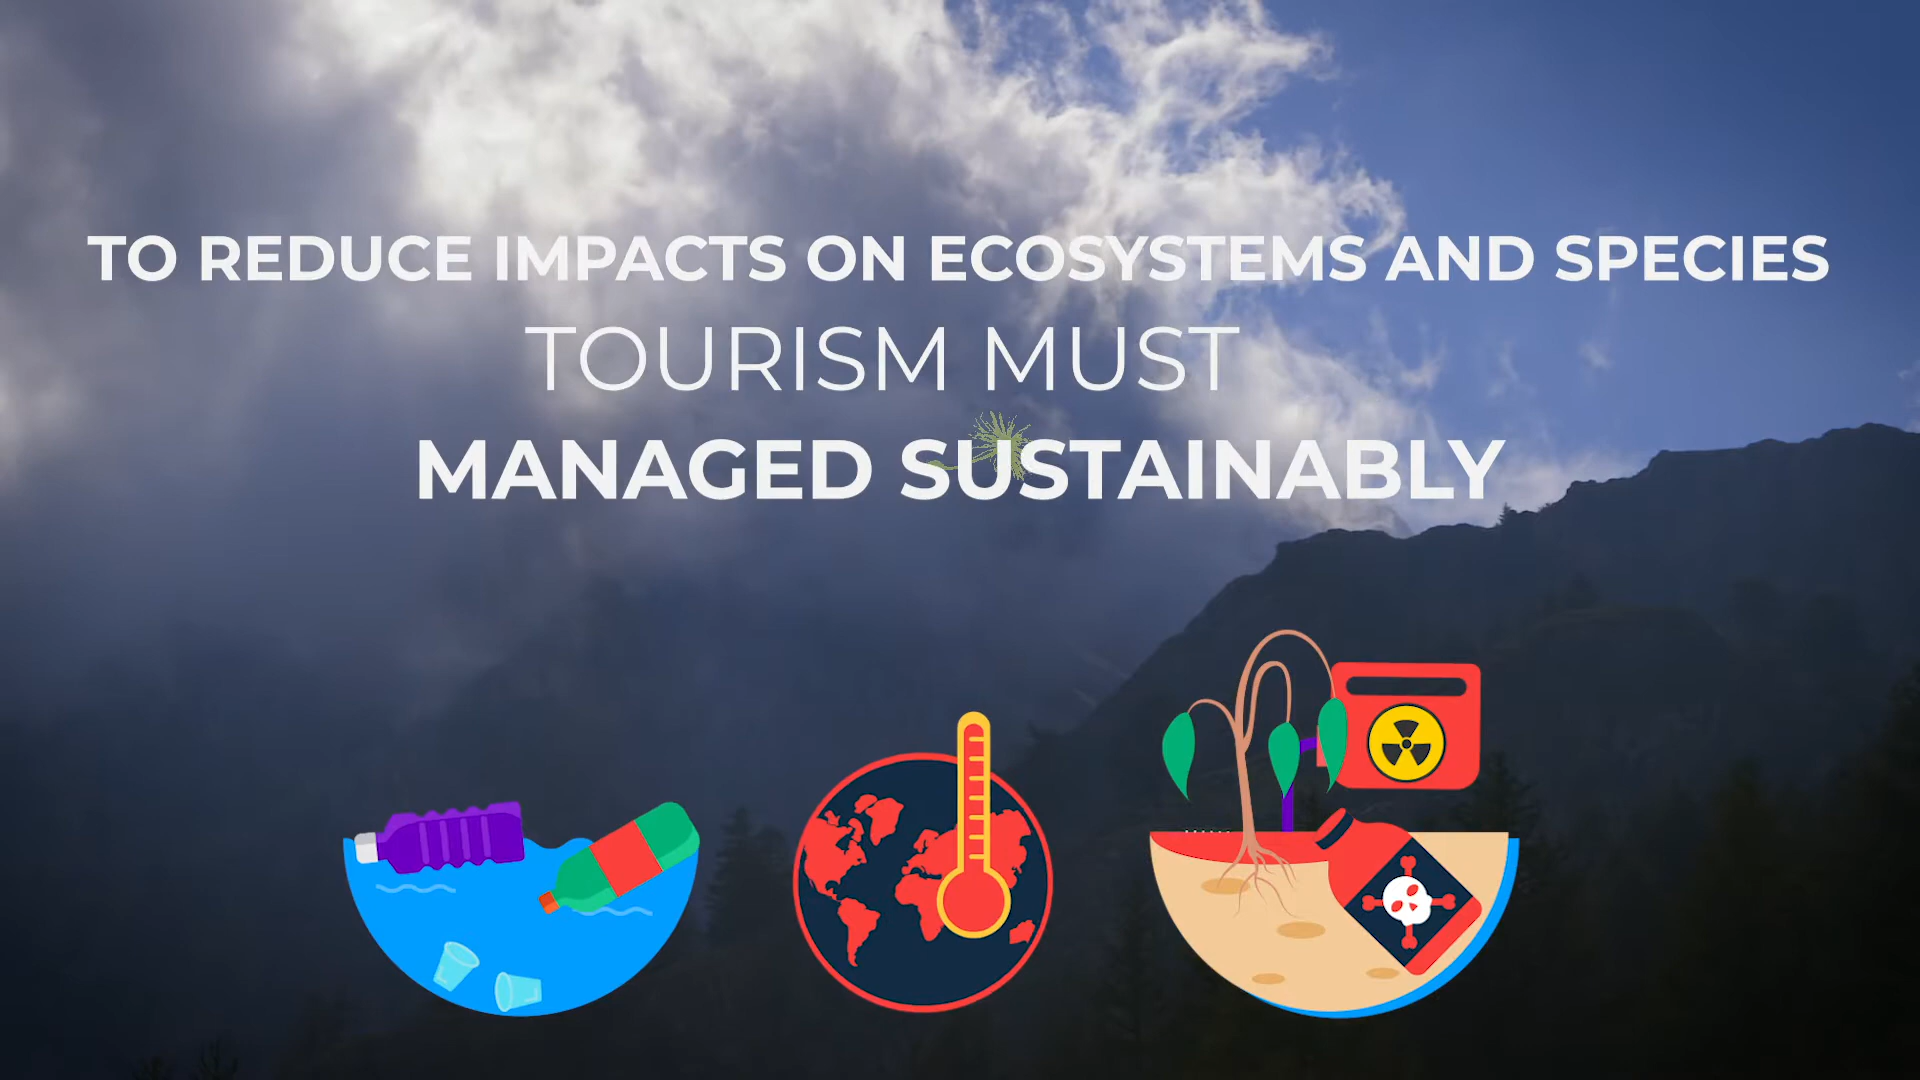 TO REDUCE IMPACTS ON ECOSYSTEMS AND SPECIES
TOURISM MUST
MANAGED SUSTAINABLY